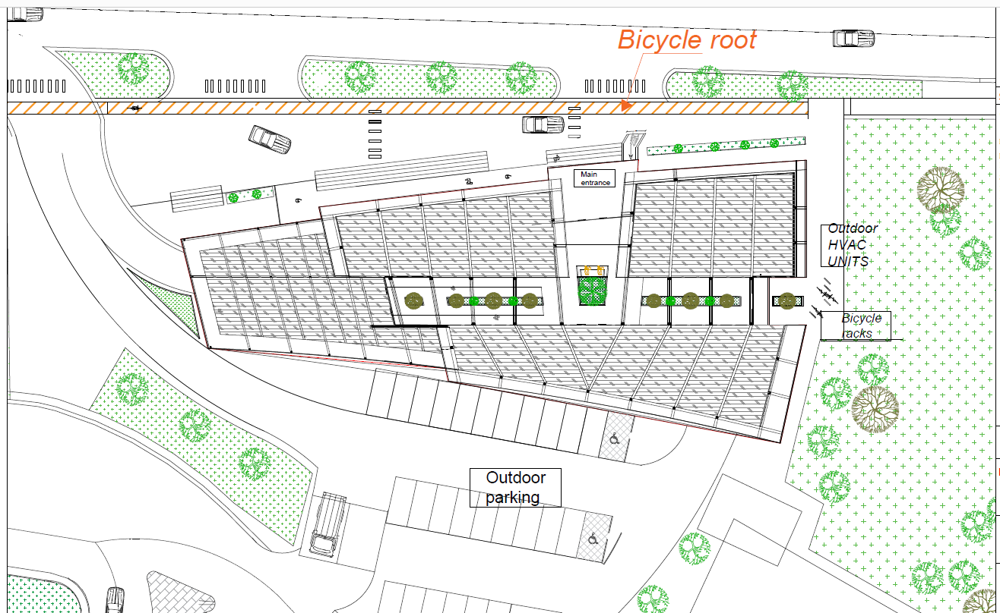 Bicycle root
Main
entrance
Outdoor
HVAC
UNITS
Bicycle
racks
Outdoor
parking